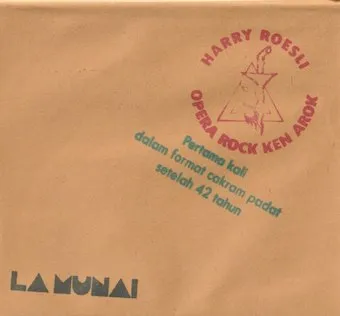 HARRY ROESLI
OPERA ROCK KEN AROK
Pertama kali
dalam format cakram padat
setelah 42 tahun
LA MUNAI